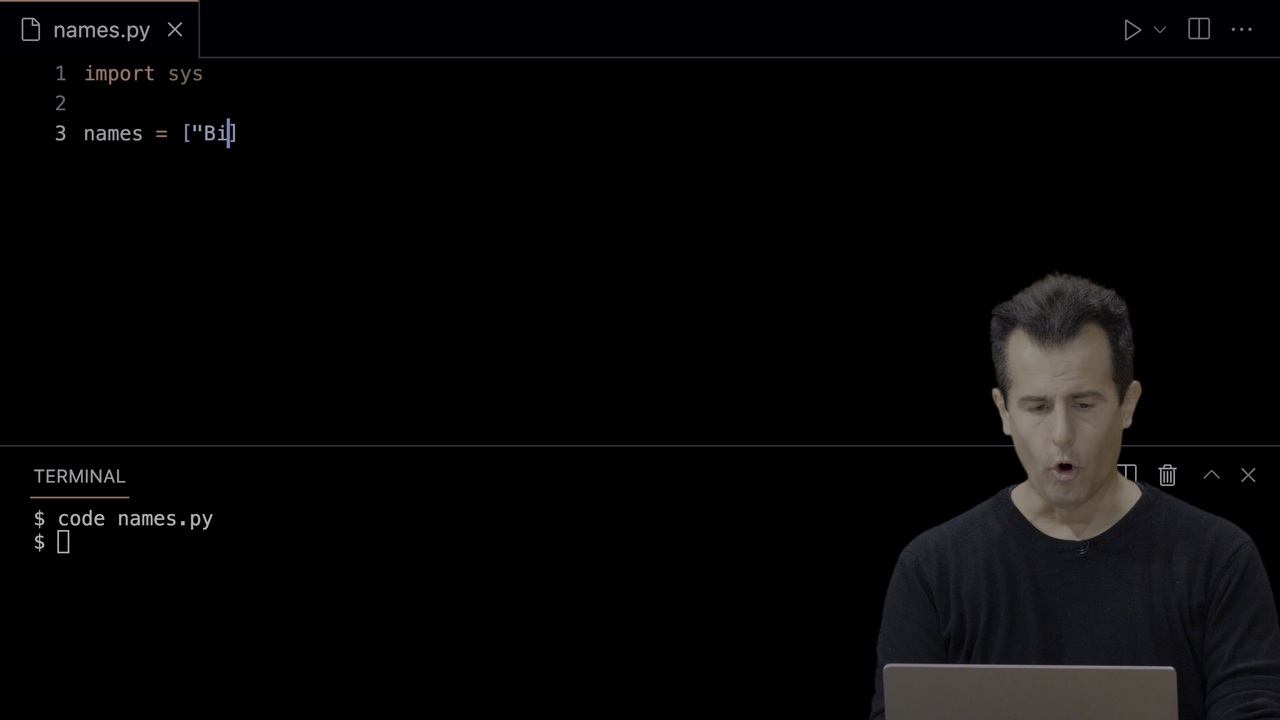 names.py
1 import sys
2
3 names = ["Bi]
TERMINAL
$ code names.py
$